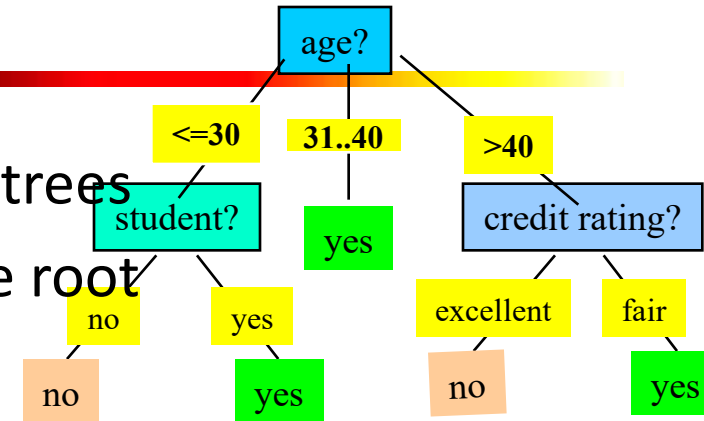 age?
<=30 31..40 >40
trees
student? yes credit rating?
e root
no yes excellent fair
no yes no yes